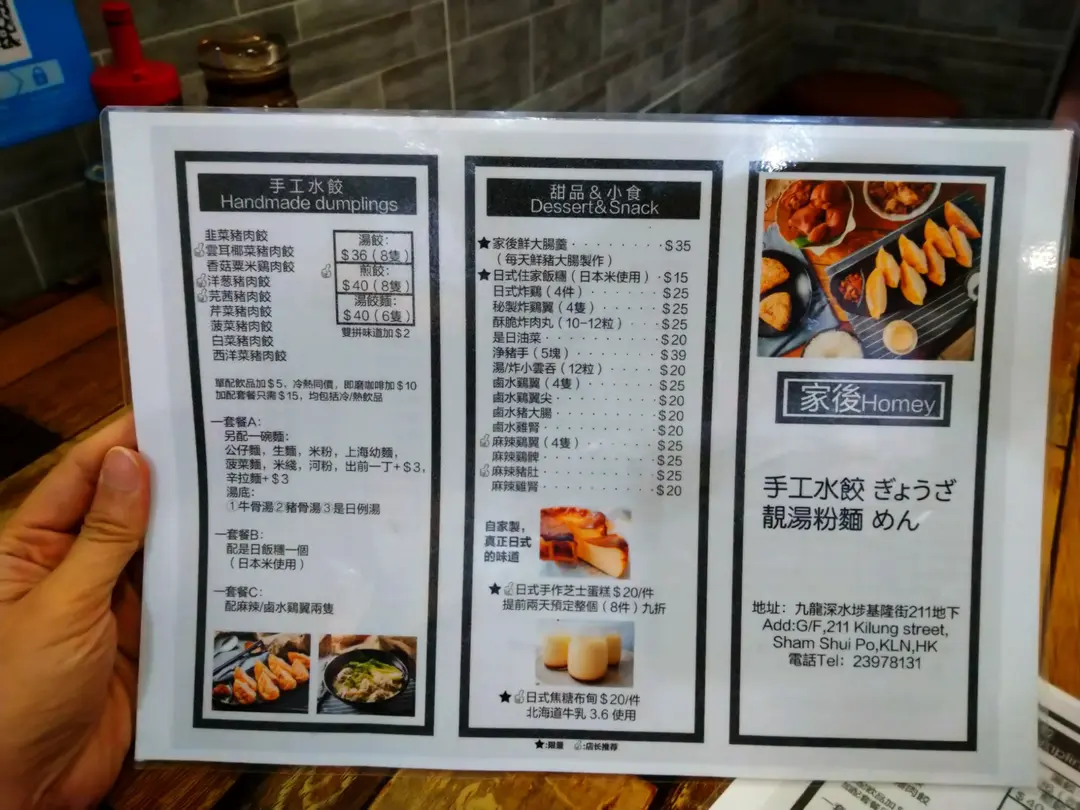 手工水餃
Handmade dumplings
韭菜豬肉餃
雲耳椰菜豬肉餃
香菇粟米鷄肉餃
洋葱豬肉餃
芫茜豬肉餃
芹菜豬肉餃
菠菜豬肉餃
白菜豬肉餃
西洋菜豬肉餃
湯餃:
$36（8隻）
煎餃:
$40（8隻）
湯餃麵:
$40（6隻）
雙拼味道加$2
單配飲品加$5，冷熱同價，即磨咖啡加$10
加配套餐只需$15，均包括冷/熱飲品
一套餐A:
另配一碗麵:
公仔麵，生麵，米粉，上海幼麵，
菠菜麵，米綫，河粉，出前一丁+$3，
辛拉麵+$3
湯底:
①牛骨湯②豬骨湯③是日例湯
一套餐B:
配是日飯糰一個
（日本米使用）
一套餐C:
配麻辣/鹵水鷄翼兩隻
甜品&小食
Dessert&Snack
★家後鮮大腸羹·······$35
（每天鮮豬大腸製作）
★日式住家飯糰（日本米使用）·$15
日式炸鷄（4件）·······$25
秘製炸鷄翼（4隻）······$25
酥脆炸肉丸（10-12粒）····$25
是日油菜··········$20
淨豬手（5塊）········$39
湯/炸小雲吞（12粒）·····$20
鹵水鷄翼（4隻）·······$25
鹵水鷄翼尖·········$20
鹵水豬大腸·········$20
鹵水雞腎··········$20
麻辣鷄翼（4隻）·······$25
麻辣鷄髀··········$25
麻辣豬肚··········$25
麻辣雞腎··········$20
自家製，
真正日式
的味道
★日式手作芝士蛋糕$20/件
提前兩天預定整個（8件）九折
★日式焦糖布甸$20/件
北海道牛乳 3.6 使用
★:限量 :店长推荐
家後Homey
手工水餃 ぎょうざ
靚湯粉麵 めん
地址：九龍深水埗基隆街211地下
Add:G/F,211 Kilung street,
Sham Shui Po,KLN,HK
電話Tel：23978131